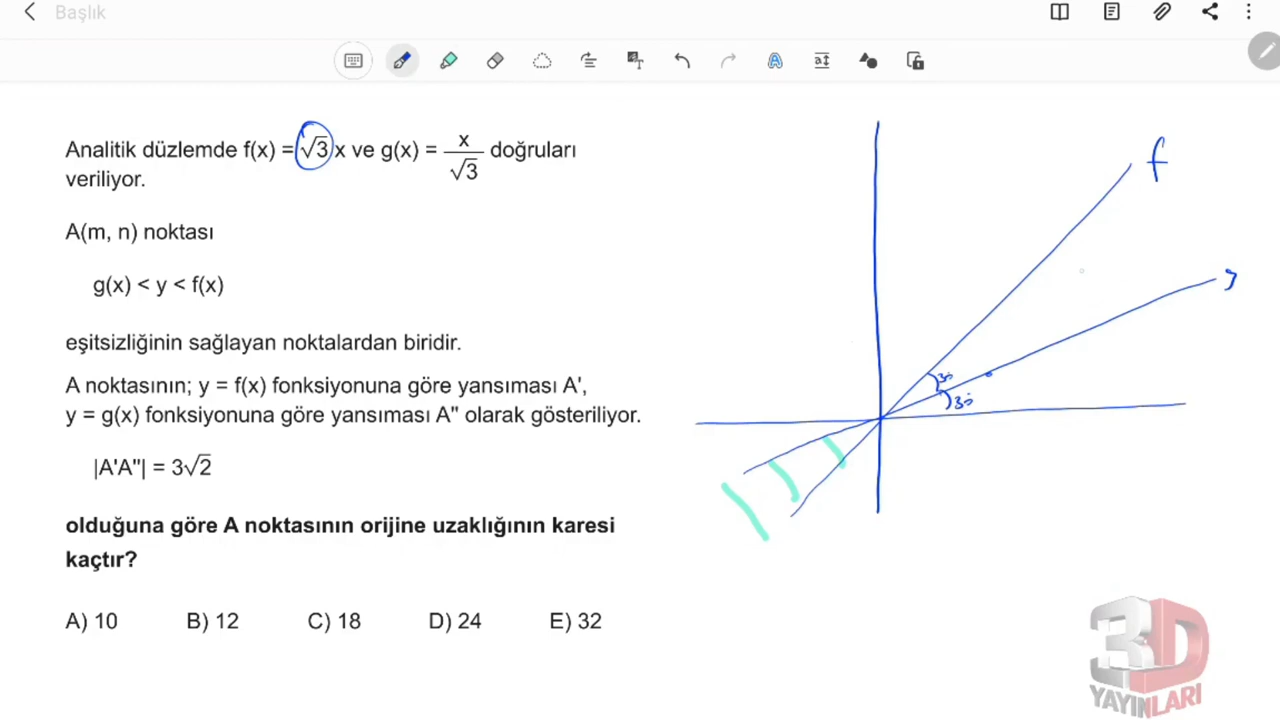 Başlık
Analitik düzlemde f(x) = √3 x ve g(x) = x/√3 doğruları
veriliyor.
A(m, n) noktası
g(x) < y < f(x)
eşitsizliğinin sağlayan noktalardan biridir.
A noktasının; y = f(x) fonksiyonuna göre yansıması A',
y = g(x) fonksiyonuna göre yansıması A'' olarak gösteriliyor.
|A'A''| = 3√2
olduğuna göre A noktasının orijine uzaklığının karesi
kaçtır?
A) 10 B) 12 C) 18 D) 24 E) 32
f
g
30
30
3D
YAYINLARI